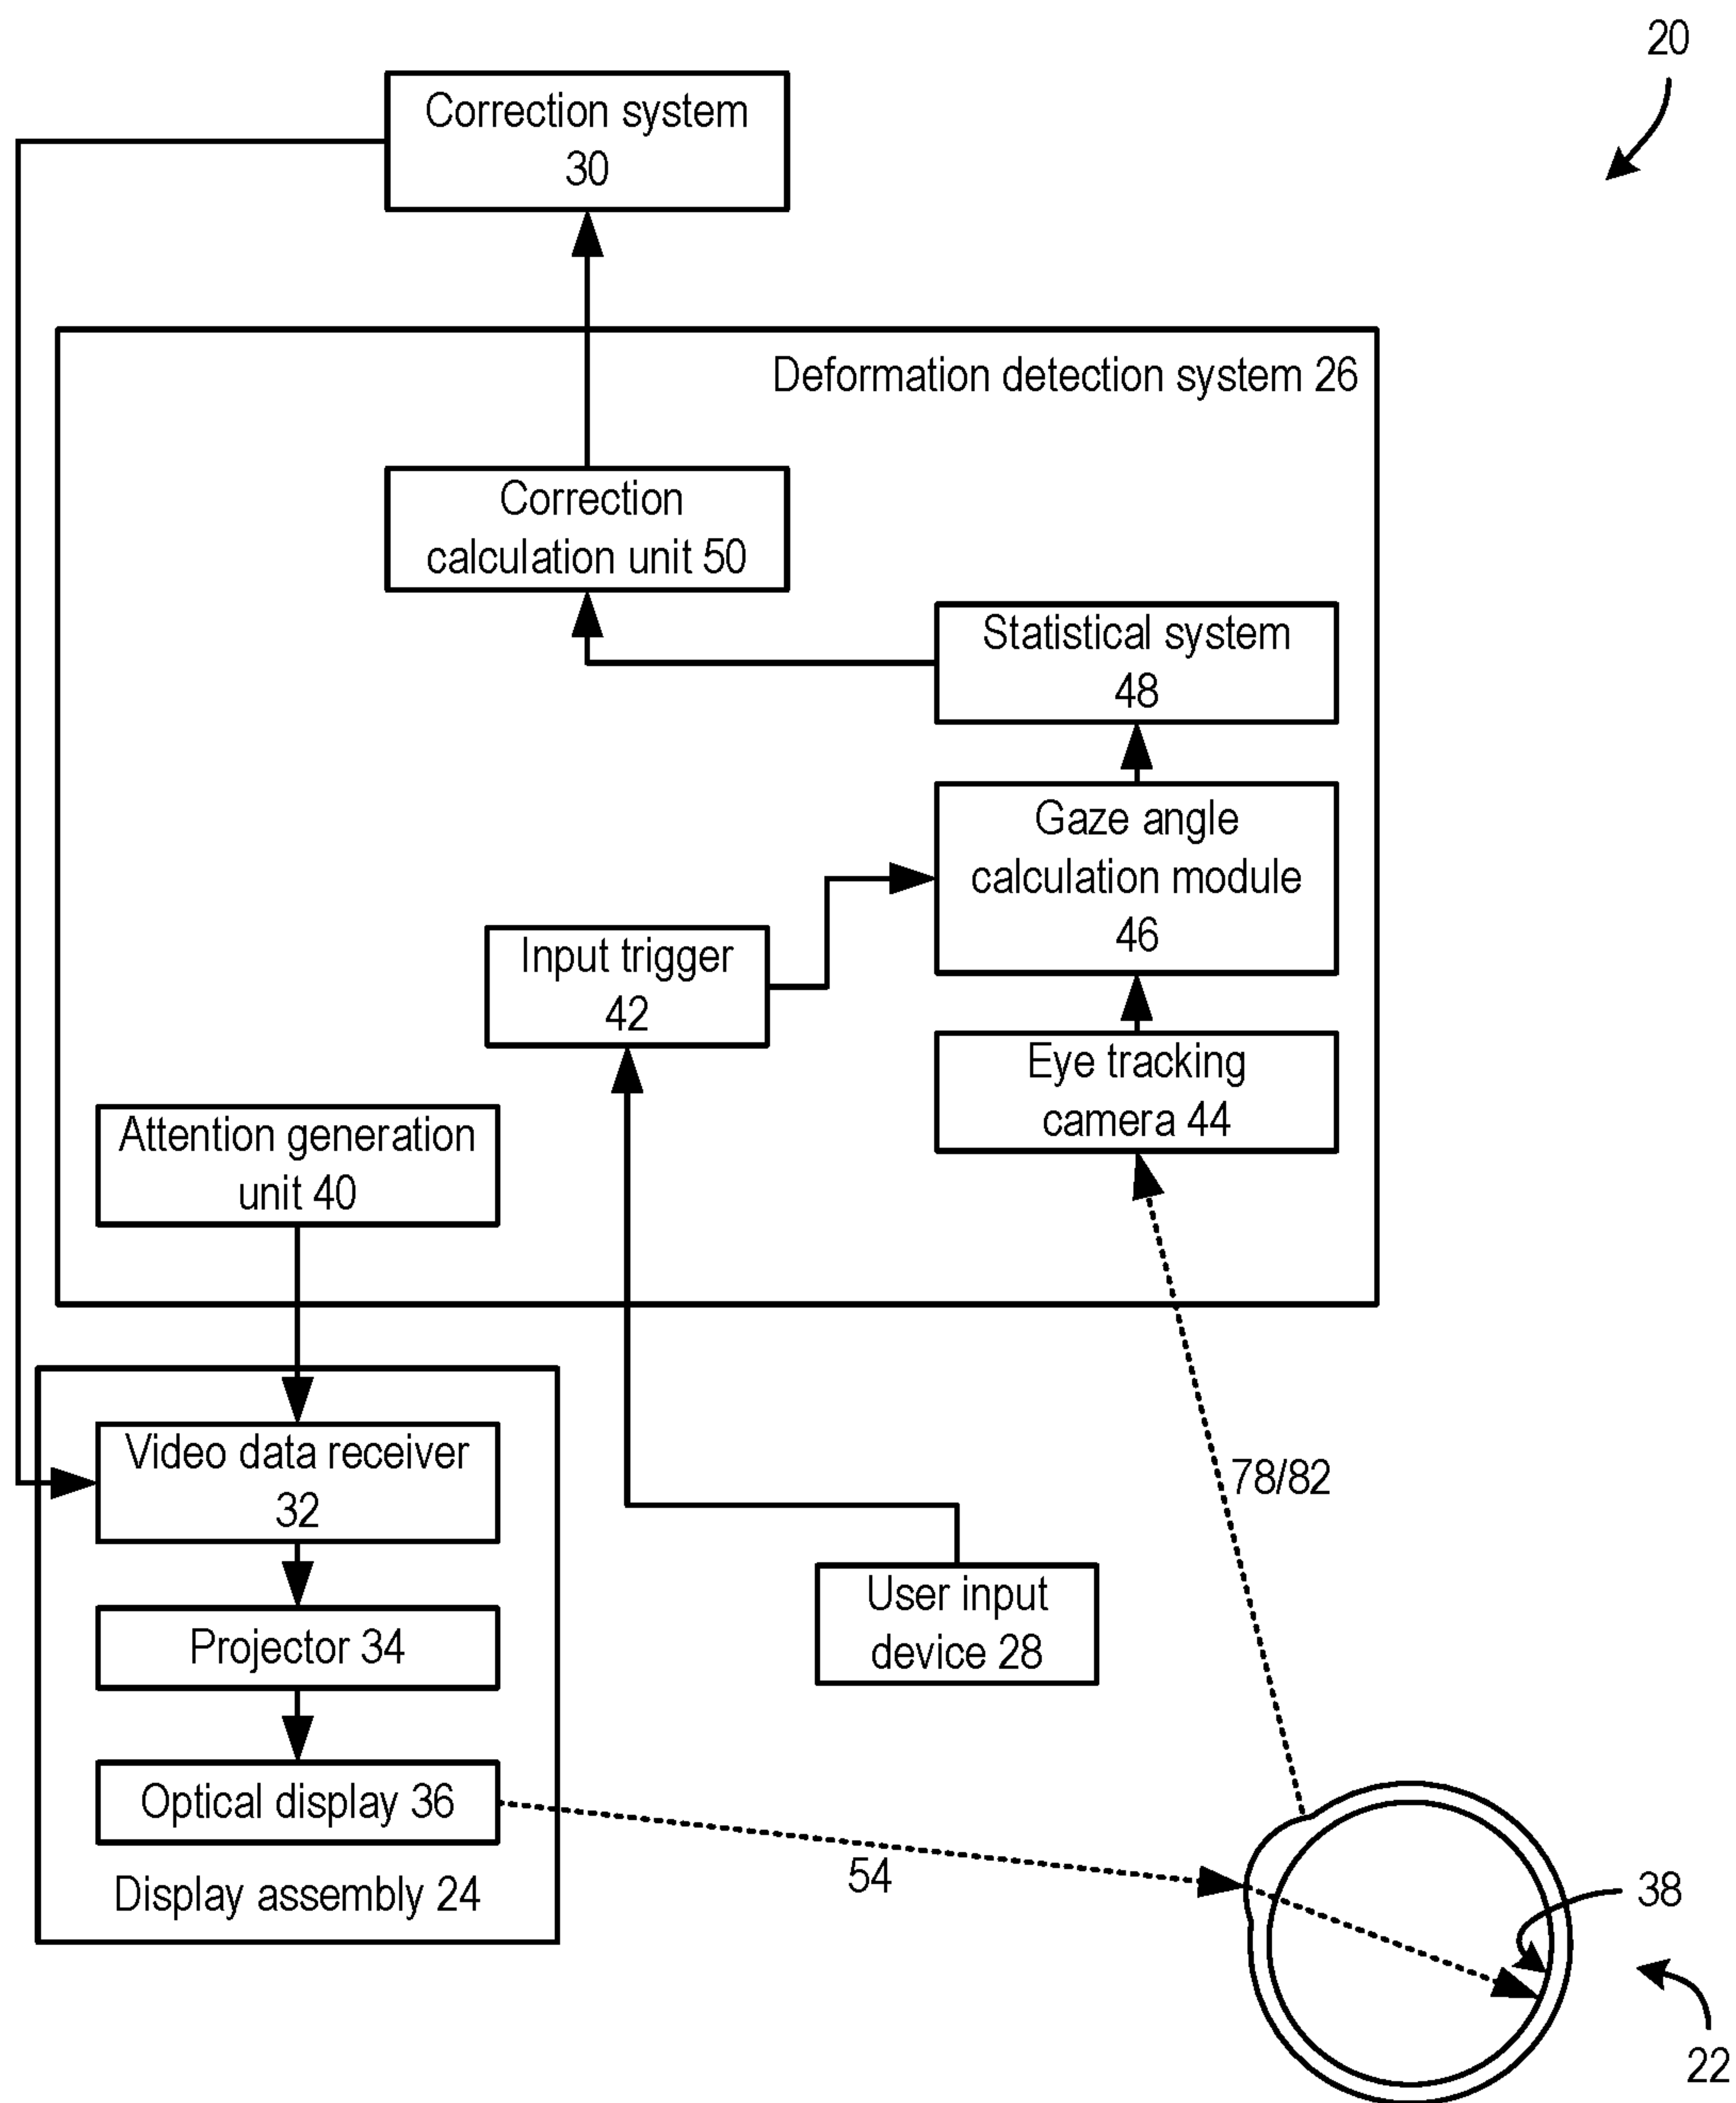 20
Correction system
30
Deformation detection system 26
Correction
calculation unit 50
Statistical system
48
Gaze angle
calculation module
46
Input trigger
42
Eye tracking
camera 44
Attention generation
unit 40
Video data receiver
32
78/82
User input
device 28
Projector 34
Optical display 36
54
Display assembly 24
38
22